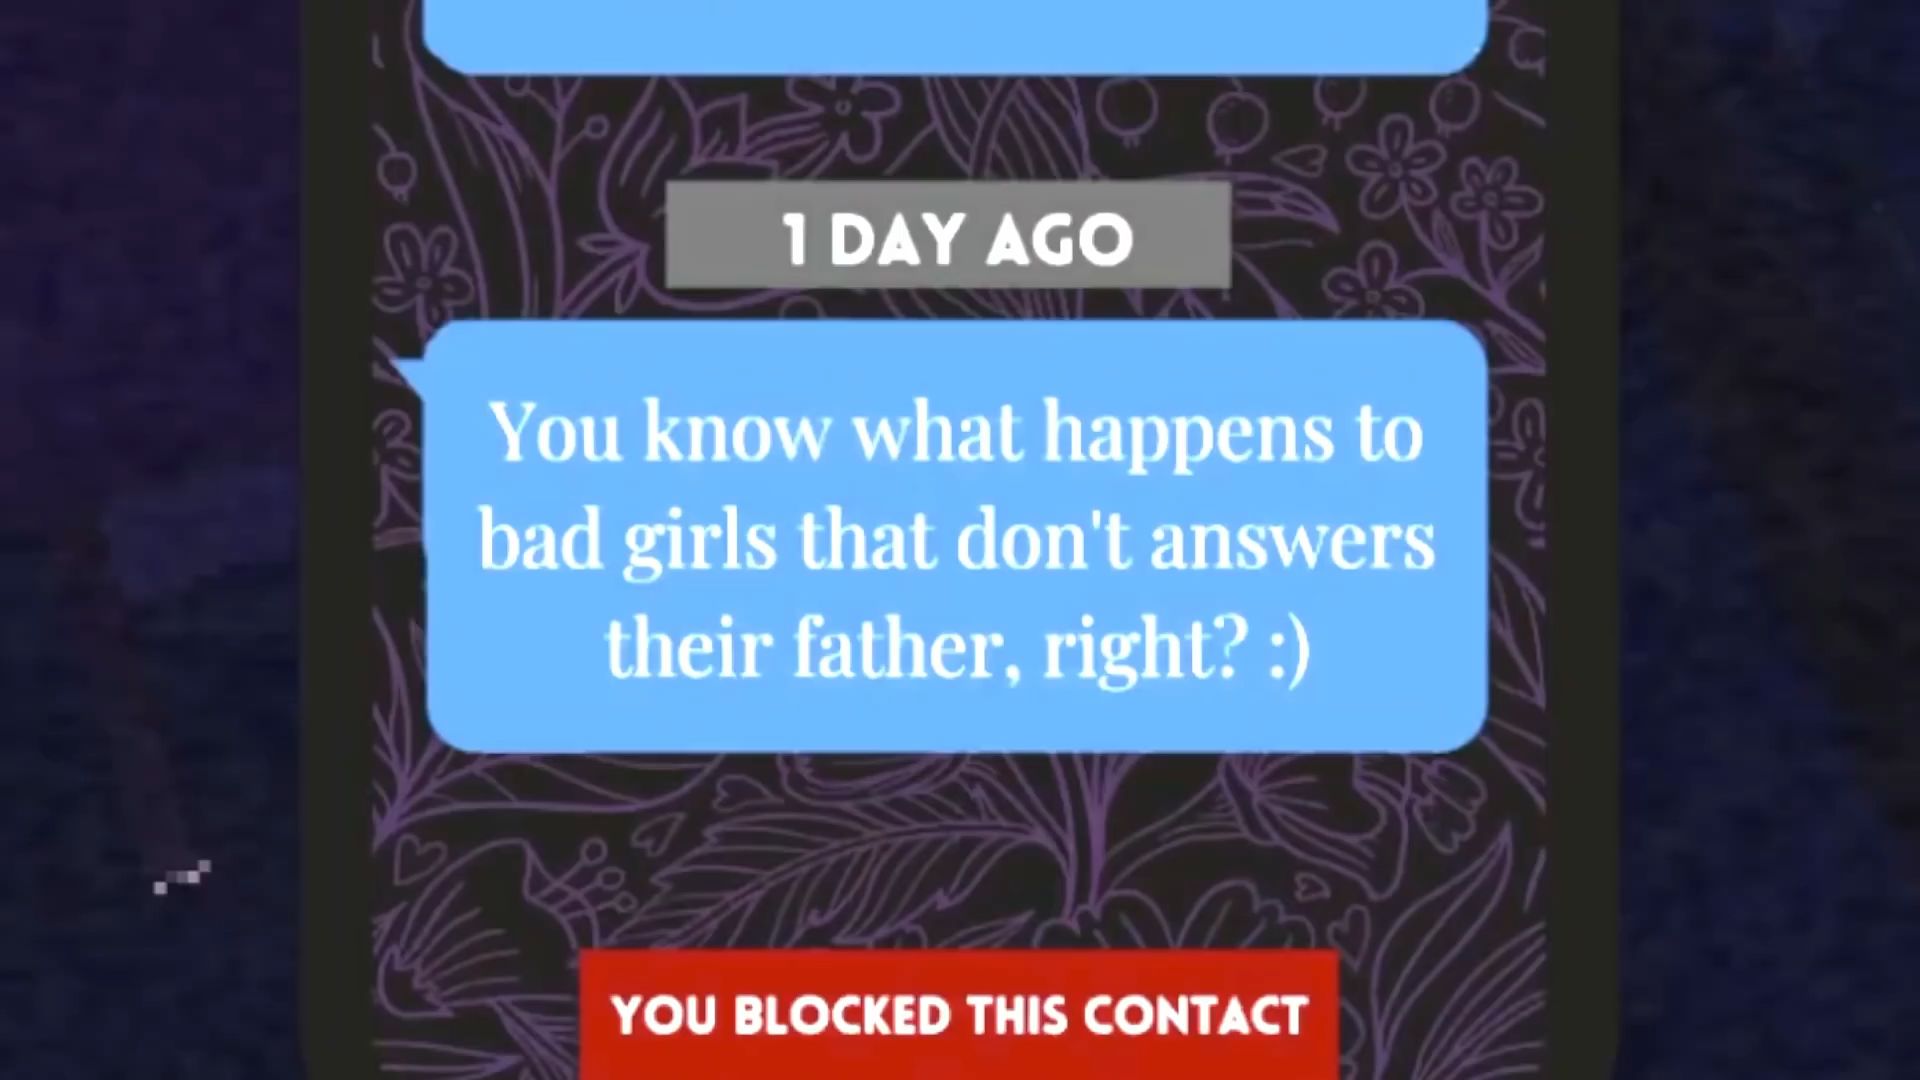 1 DAY AGO
You know what happens to
bad girls that don't answers
their father, right? :)
YOU BLOCKED THIS CONTACT